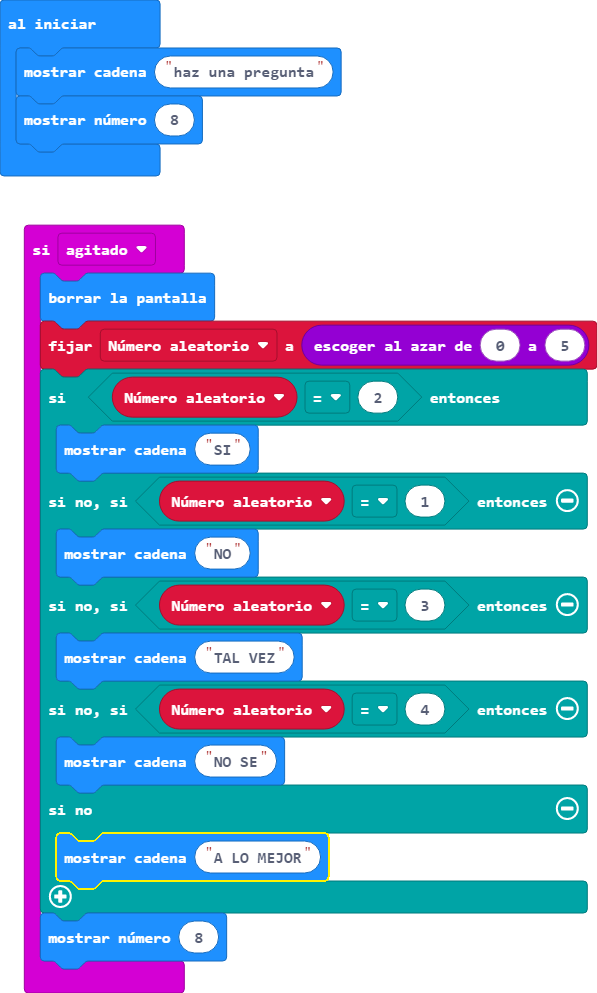 al iniciar
mostrar cadena "haz una pregunta"
mostrar número 8
si agitado
borrar la pantalla
fijar Número aleatorio a escoger al azar de 0 a 5
si Número aleatorio = 2 entonces
mostrar cadena "SI"
si no, si Número aleatorio = 1 entonces
mostrar cadena "NO"
si no, si Número aleatorio = 3 entonces
mostrar cadena "TAL VEZ"
si no, si Número aleatorio = 4 entonces
mostrar cadena "NO SE"
si no
mostrar cadena "A LO MEJOR"
mostrar número 8